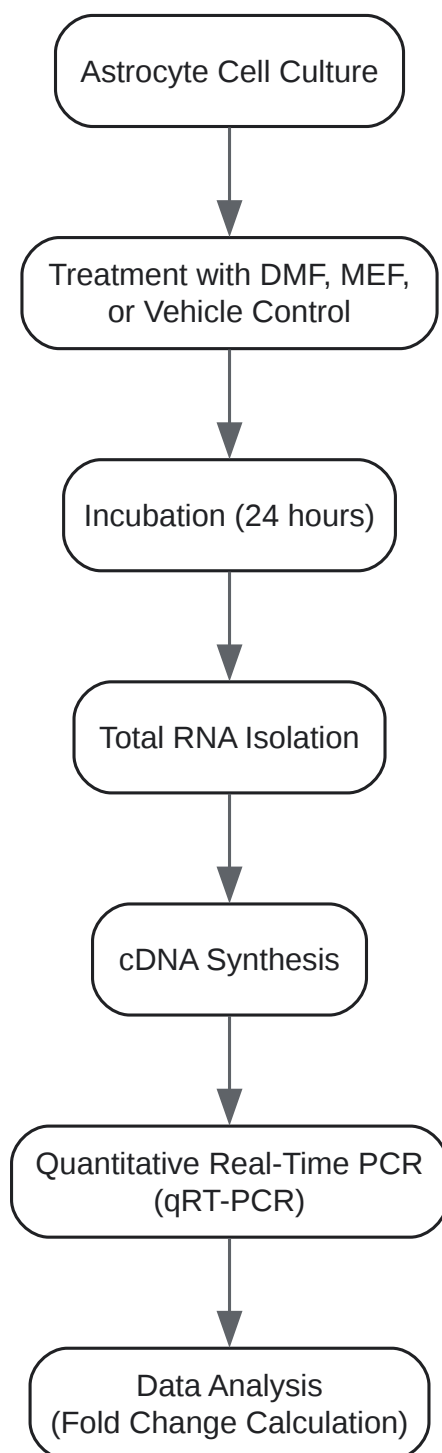 Astrocyte Cell Culture
Treatment with DMF, MEF,
or Vehicle Control
Incubation (24 hours)
Total RNA Isolation
cDNA Synthesis
Quantitative Real-Time PCR
(qRT-PCR)
Data Analysis
(Fold Change Calculation)